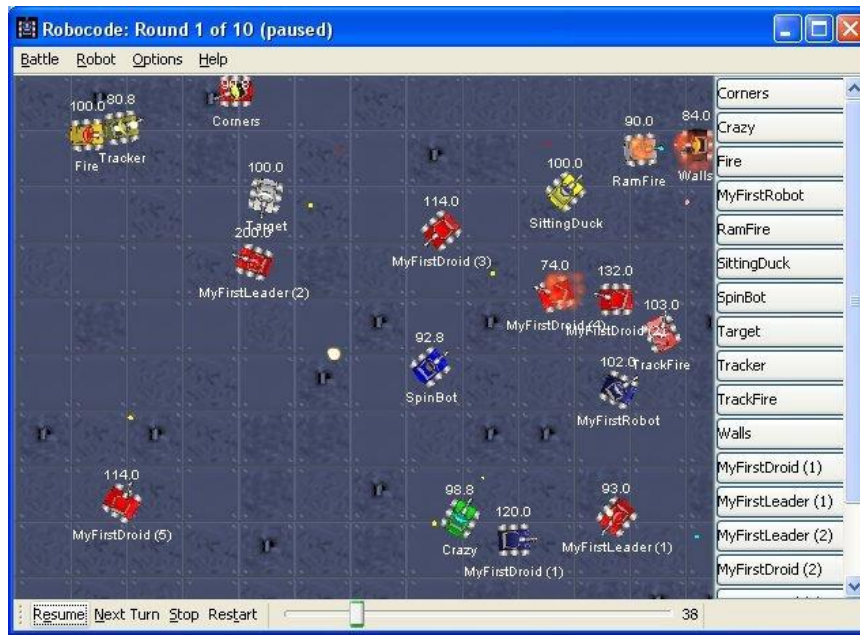 Robocode: Round 1 of 10 (paused)
Battle Robot Options Help
100.0
80.8
Fire
Tracker
Corners
100.0
Target
200.0
MyFirstLeader (2)
114.0
MyFirstDroid (3)
100.0
SittingDuck
90.0
RamFire
84.0
Walls
74.0
MyFirstDroid (4)
132.0
103.0
TrackFire
92.8
SpinBot
102.0
MyFirstRobot
114.0
MyFirstDroid (5)
98.8
Crazy
120.0
MyFirstDroid (1)
93.0
MyFirstLeader (1)
Corners
Crazy
Fire
MyFirstRobot
RamFire
SittingDuck
SpinBot
Target
Tracker
TrackFire
Walls
MyFirstDroid (1)
MyFirstLeader (1)
MyFirstLeader (2)
MyFirstDroid (2)
Resume Next Turn Stop Restart 38